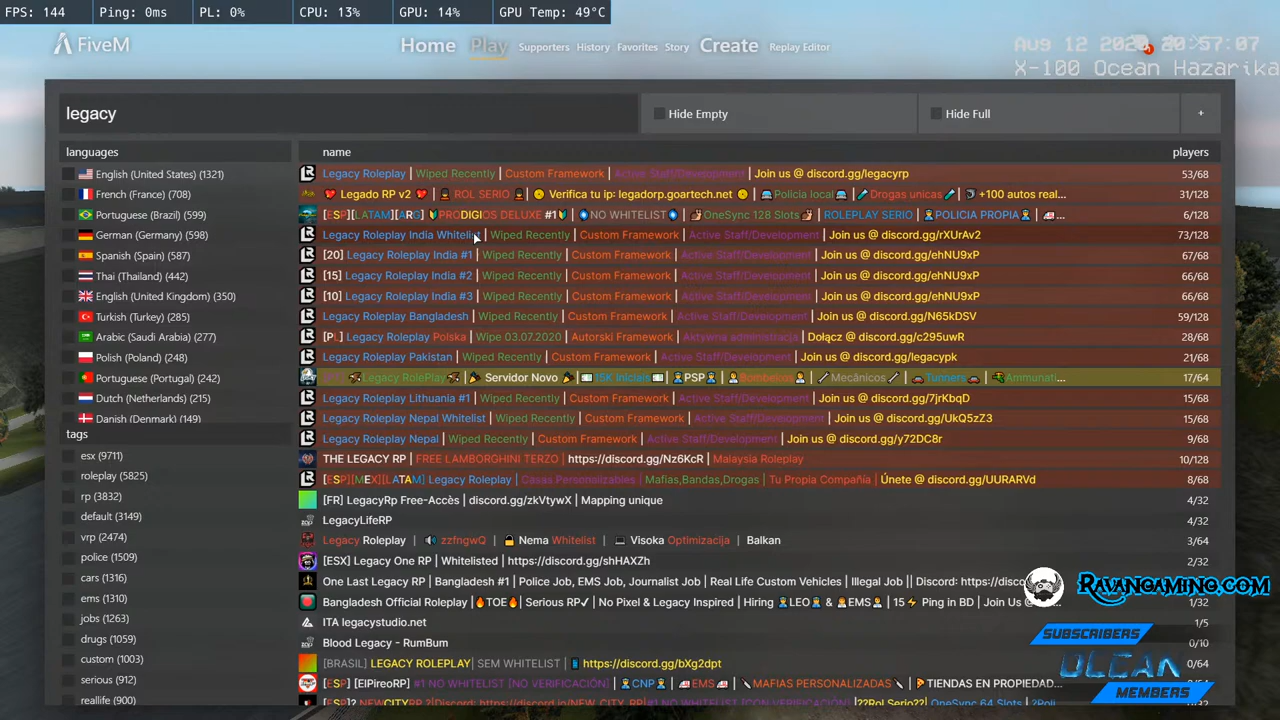 FPS: 144 Ping: 0ms PL: 0% CPU: 13% GPU: 14% GPU Temp: 49°C
FiveM Home Play Supporters History Favorites Story Create Replay Editor
20:57:07
X-100 Ocean Hazarika
legacy Hide Empty Hide Full +
languages name players
English (United States) (1321) Legacy Roleplay | Wiped Recently | Custom Framework | Active Staff/Development | Join us @ discord.gg/legacyrp 53/68
French (France) (708) Legado RP v2 ROL SERIO Verifica tu ip: legadorp.goartech.net Policia local Drogas unicas +100 autos real... 31/128
Portuguese (Brazil) (599) [ESP][LATAM][ARG] PRODIGIOS DELUXE #1 NO WHITELIST OneSync 128 Slots ROLEPLAY SERIO POLICIA PROPIA ... 6/128
German (Germany) (598) Legacy Roleplay India Whitelist | Wiped Recently | Custom Framework | Active Staff/Development | Join us @ discord.gg/rXUrAv2 73/128
Spanish (Spain) (587) [20] Legacy Roleplay India #1 | Wiped Recently | Custom Framework | Active Staff/Development | Join us @ discord.gg/ehNU9xP 67/68
Thai (Thailand) (442) [15] Legacy Roleplay India #2 | Wiped Recently | Custom Framework | Active Staff/Development | Join us @ discord.gg/ehNU9xP 66/68
English (United Kingdom) (350) [10] Legacy Roleplay India #3 | Wiped Recently | Custom Framework | Active Staff/Development | Join us @ discord.gg/ehNU9xP 66/68
Turkish (Turkey) (285) Legacy Roleplay Bangladesh | Wiped Recently | Custom Framework | Active Staff/Development | Join us @ discord.gg/N65kDSV 59/128
Arabic (Saudi Arabia) (277) [PL] Legacy Roleplay Polska | Wipe 03.07.2020 | Autorski Framework | Aktywna administracja | Dołącz @ discord.gg/c295uwR 28/68
Polish (Poland) (248) Legacy Roleplay Pakistan | Wiped Recently | Custom Framework | Active Staff/Development | Join us @ discord.gg/legacypk 21/68
Portuguese (Portugal) (242) Legacy RolePlay Servidor Novo 15K Iniciais PSP Bombeiros Mecânicos Tunners Ammunati... 17/64
Dutch (Netherlands) (215) Legacy Roleplay Lithuania #1 | Wiped Recently | Custom Framework | Active Staff/Development | Join us @ discord.gg/7jrKbqD 15/68
Danish (Denmark) (149) Legacy Roleplay Nepal Whitelist | Wiped Recently | Custom Framework | Active Staff/Development | Join us @ discord.gg/UkQ5zZ3 15/68
tags Legacy Roleplay Nepal | Wiped Recently | Custom Framework | Active Staff/Development | Join us @ discord.gg/y72DC8r 9/68
esx (9711) THE LEGACY RP | FREE LAMBORGHINI TERZO | https://discord.gg/Nz6KcR | Malaysia Roleplay 10/128
roleplay (5825) [ESP][MEX][LATAM] Legacy Roleplay | Casas Personalizables | Mafias,Bandas,Drogas | Tu Propia Compañía | Únete @ discord.gg/UURARVd 8/68
rp (3832) [FR] LegacyRp Free-Accès | discord.gg/zkVtywX | Mapping unique 4/32
default (3149) LegacyLifeRP 4/32
vrp (2474) Legacy Roleplay | zzfngwQ | Nema Whitelist | Visoka Optimizacija | Balkan 3/64
police (1509) [ESX] Legacy One RP | Whitelisted | https://discord.gg/shHAXZh 2/32
cars (1316) One Last Legacy RP | Bangladesh #1 | Police Job, EMS Job, Journalist Job | Real Life Custom Vehicles | Illegal Job || Discord: https://disco
ems (1310) Bangladesh Official Roleplay | TOE | Serious RP✓ | No Pixel & Legacy Inspired | Hiring LEO & EMS | 15⚡ Ping in BD | Join Us @ 1/32
jobs (1263) ITA legacystudio.net 1/5
drugs (1059) Blood Legacy - RumBum 0/10
custom (1003) [BRASIL] LEGACY ROLEPLAY| SEM WHITELIST | https://discord.gg/bXg2dpt 0/64
serious (912) [ESP] [ElPireoRP] #1 NO WHITELIST [NO VERIFICACIÓN] | CNP | EMS | MAFIAS PERSONALIZADAS | TIENDAS EN PROPIEDAD...
reallife (900)
RavanGaming.com
SUBSCRIBERS
MEMBERS